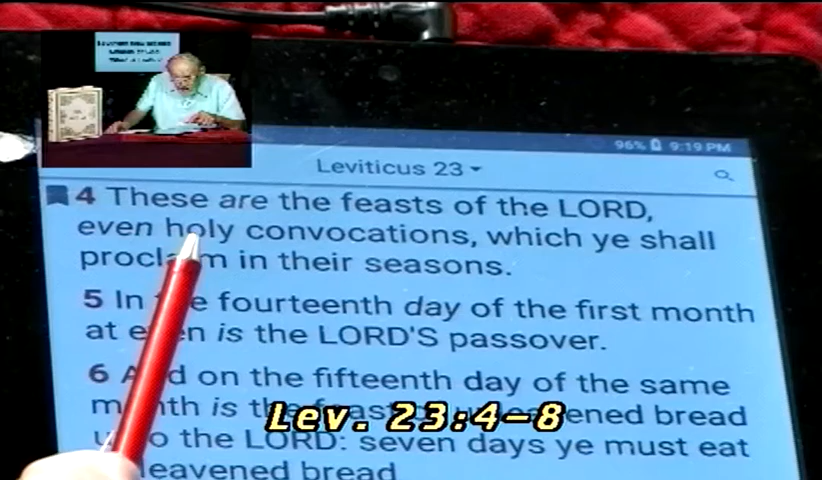 96% 9:19 PM
Leviticus 23
4 These are the feasts of the LORD,
even holy convocations, which ye shall
proclaim in their seasons.
5 In the fourteenth day of the first month
at even is the LORD'S passover.
6 And on the fifteenth day of the same
month is the feast unleavened bread
unto the LORD: seven days ye must eat
unleavened bread
Lev. 23:4-8